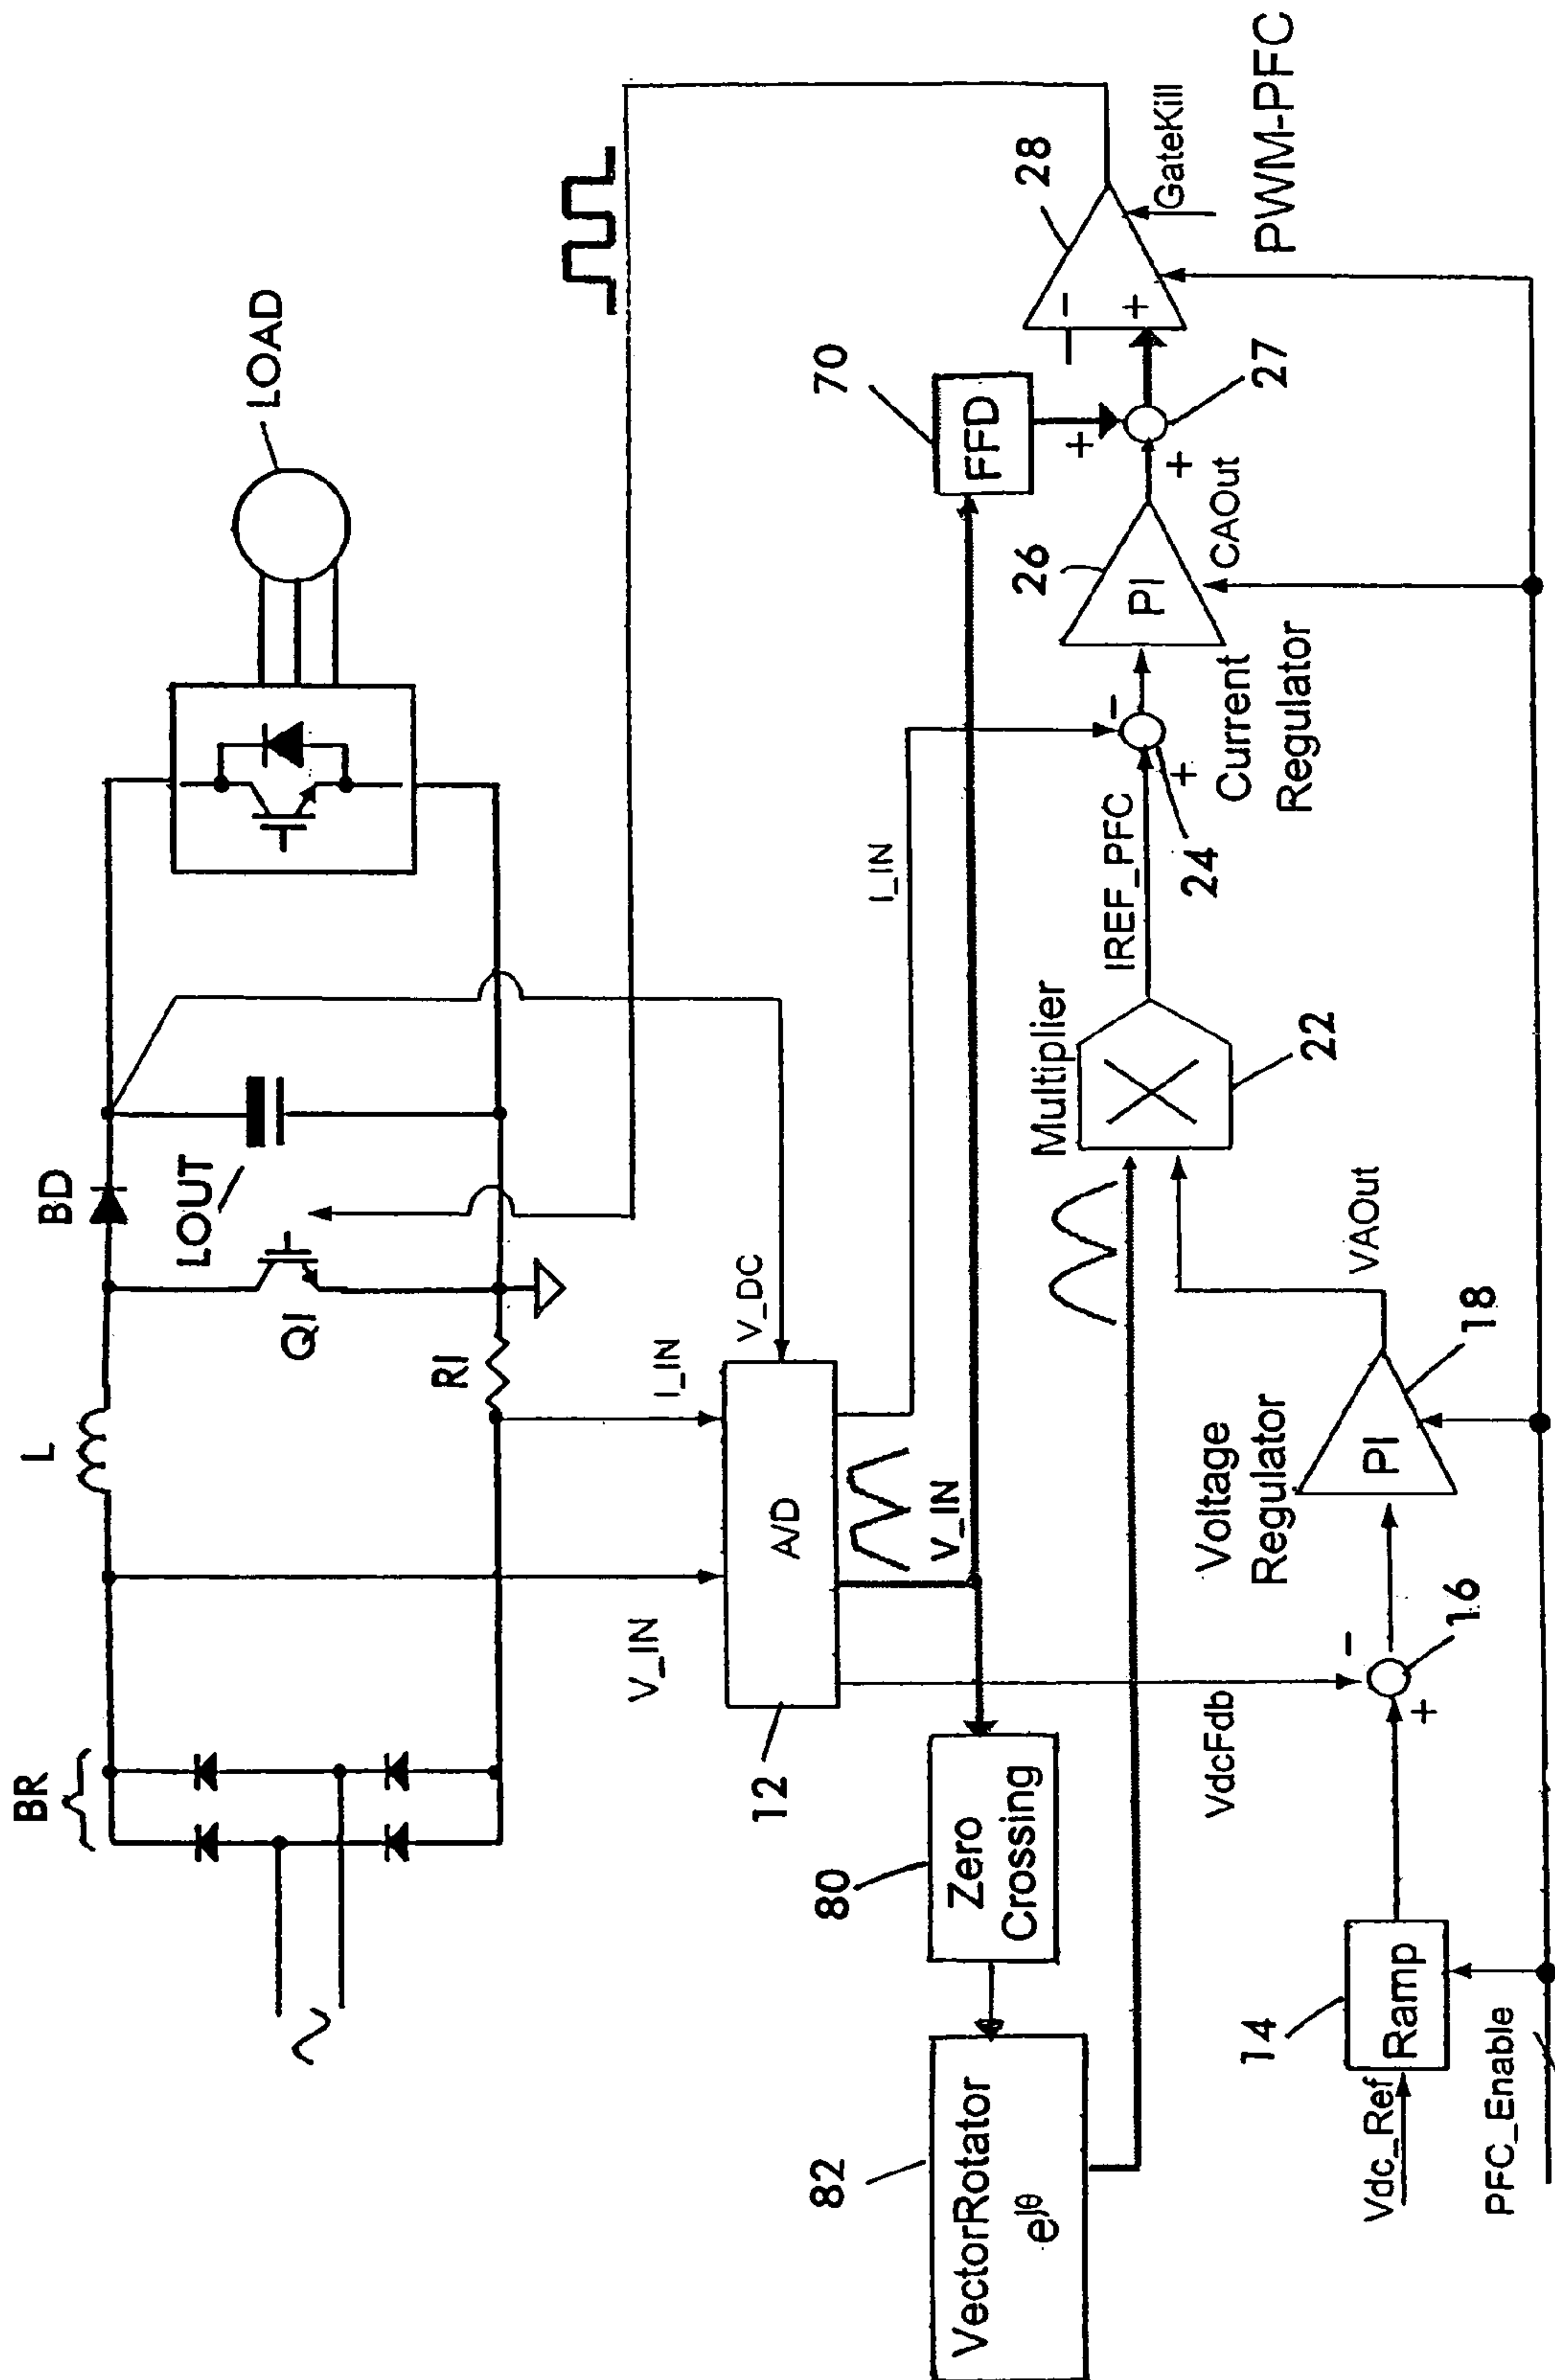 BR
L
BD
LOUT
LOAD
QI
RI
V_IN
I_IN
V_DC
12
A/D
V_IN
I_IN
80
Zero
Crossing
82
VectorRotator
e^jθ
VdcFdb
70
FFD
28
GateKill
PWM-PFC
27
26
PI
CAOut
Current
Regulator
24
IREF_PFC
Multiplier
22
VAOut
18
PI
Voltage
Regulator
16
14
Ramp
Vdc_Ref
PFC_Enable
+
-
+
-
+
+
-
+